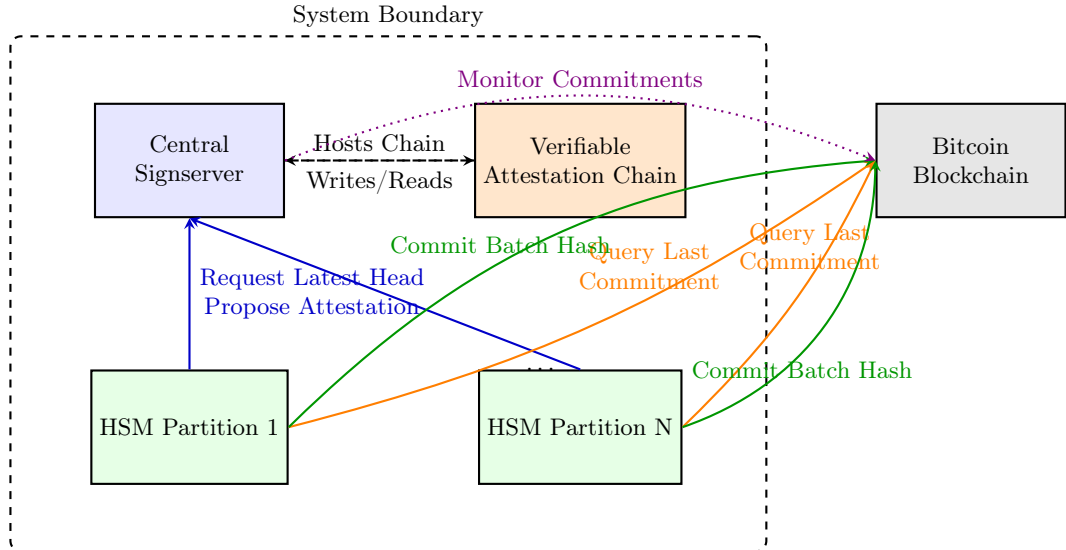 System Boundary
Monitor Commitments
Central
Signserver
Hosts Chain
Writes/Reads
Verifiable
Attestation Chain
Bitcoin
Blockchain
Commit Batch Hash
Query Last
Commitment
Query Last
Commitment
Request Latest Head
Propose Attestation
...
Commit Batch Hash
HSM Partition 1
HSM Partition N